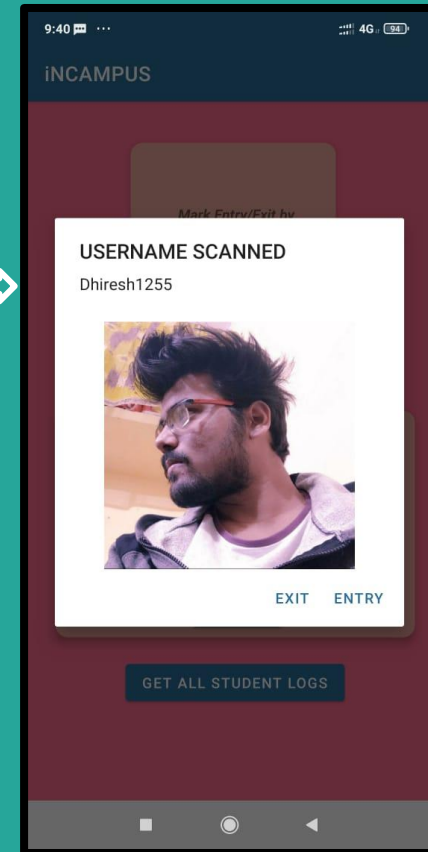 9:40
4G 94
iNCAMPUS
Mark Entry/Exit by
USERNAME SCANNED
Dhiresh1255
EXIT ENTRY
GET ALL STUDENT LOGS